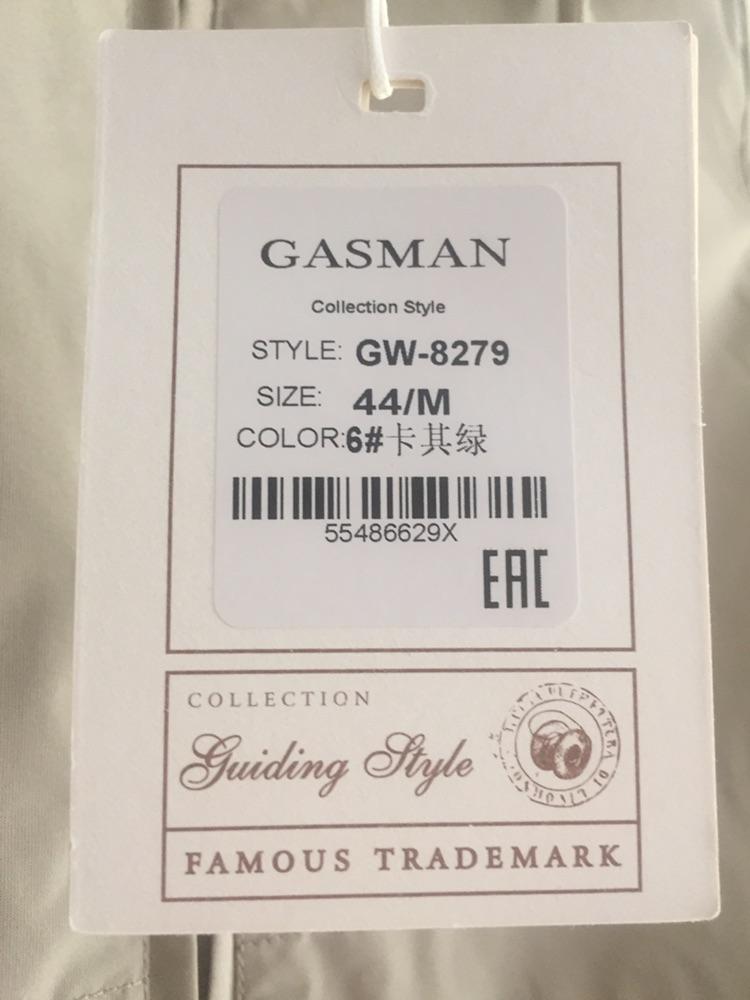 GASMAN
Collection Style
STYLE: GW-8279
SIZE: 44/M
COLOR:6#卡其绿
55486629X
EAC
COLLECTION
Guiding Style
FAMOUS TRADEMARK